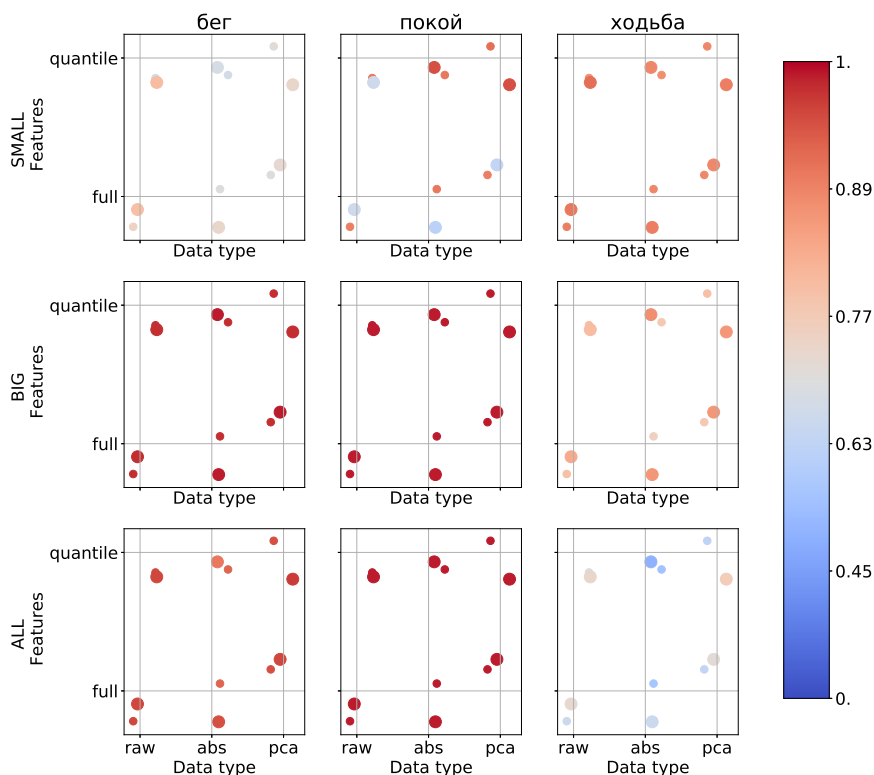 бег покой ходьба
quantile
SMALL
Features
full
Data type Data type Data type
quantile
BIG
Features
full
Data type Data type Data type
quantile
ALL
Features
full
raw abs pca raw abs pca raw abs pca
Data type Data type Data type
1.
0.89
0.77
0.63
0.45
0.